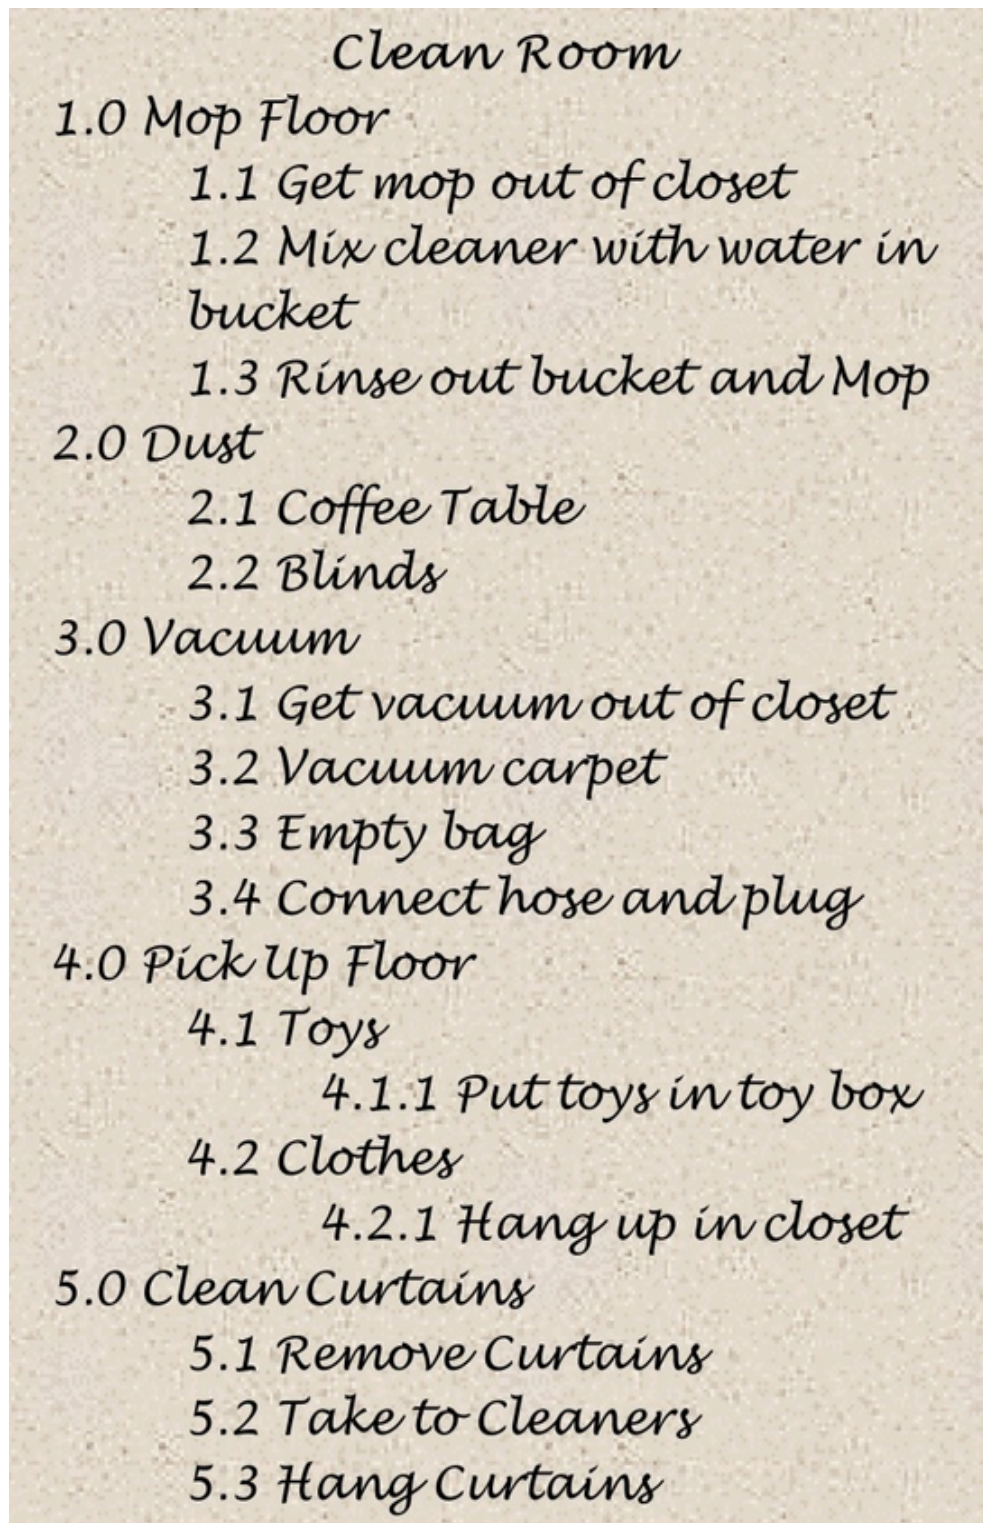 Clean Room
1.0 Mop Floor
1.1 Get mop out of closet
1.2 Mix cleaner with water in
bucket
1.3 Rinse out bucket and Mop
2.0 Dust
2.1 Coffee Table
2.2 Blinds
3.0 Vacuum
3.1 Get vacuum out of closet
3.2 Vacuum carpet
3.3 Empty bag
3.4 Connect hose and plug
4.0 Pick Up Floor
4.1 Toys
4.1.1 Put toys in toy box
4.2 Clothes
4.2.1 Hang up in closet
5.0 Clean Curtains
5.1 Remove Curtains
5.2 Take to Cleaners
5.3 Hang Curtains